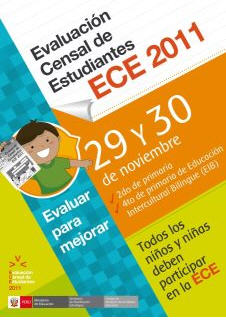 Evaluación
Censal de
Estudiantes
ECE 2011
29 y 30
de noviembre
2do de primaria
4to de primaria de Educación
Intercultural Bilingüe (EIB)
Evaluar
para
mejorar
Todos los
niños y niñas
deben
participar
en la ECE
Evaluación
Censal de
Estudiantes
2011
PERÚ
Ministerio
de Educación